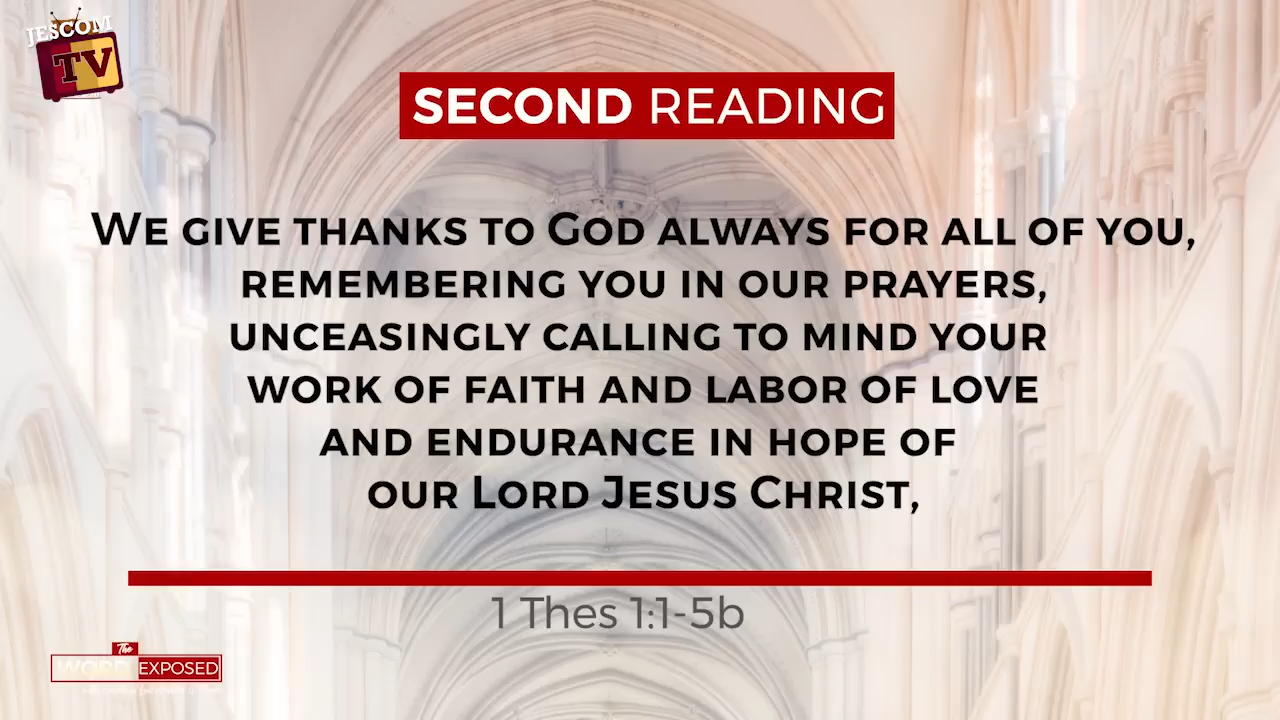 JESCOM
TV
SECOND READING
WE GIVE THANKS TO GOD ALWAYS FOR ALL OF YOU,
REMEMBERING YOU IN OUR PRAYERS,
UNCEASINGLY CALLING TO MIND YOUR
WORK OF FAITH AND LABOR OF LOVE
AND ENDURANCE IN HOPE OF
OUR LORD JESUS CHRIST,
1 Thes 1:1-5b
The
WORD EXPOSED